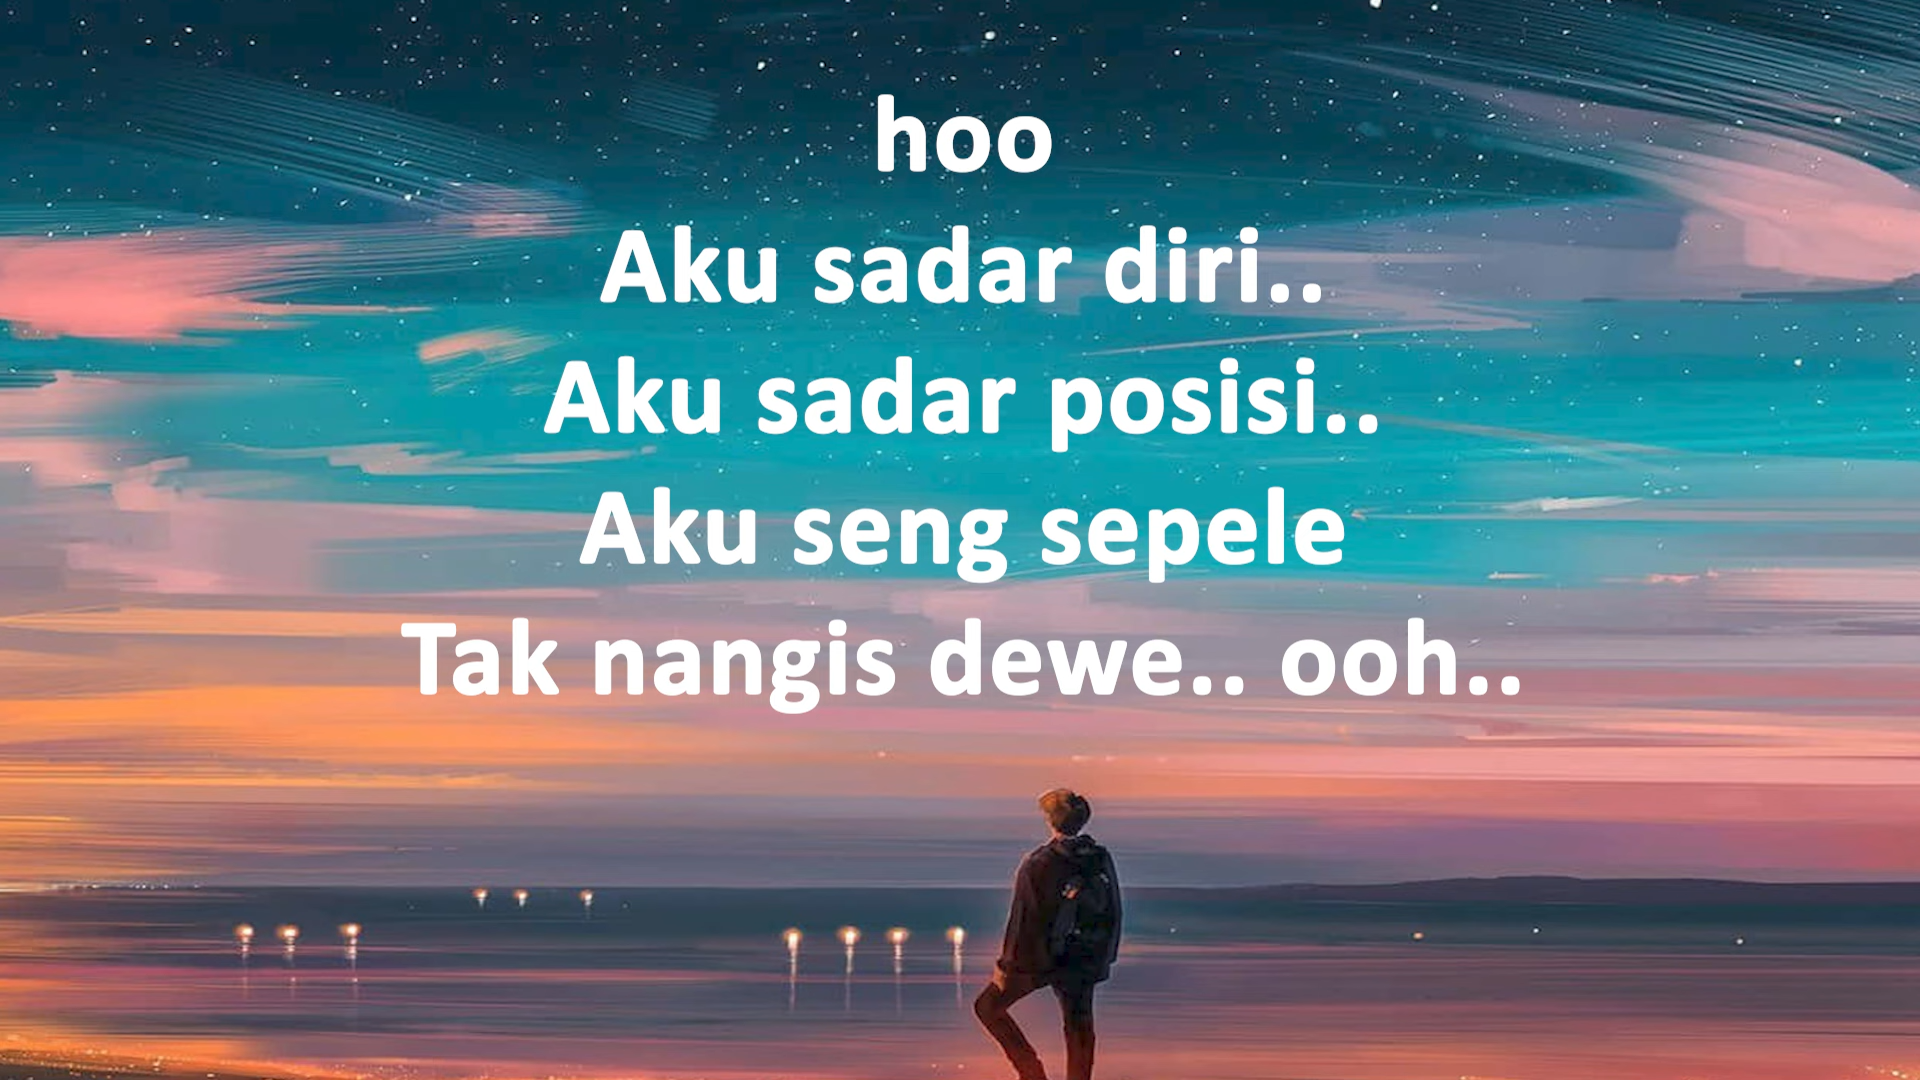 hoo
Aku sadar diri..
Aku sadar posisi..
Aku seng sepele
Tak nangis dewe.. ooh..